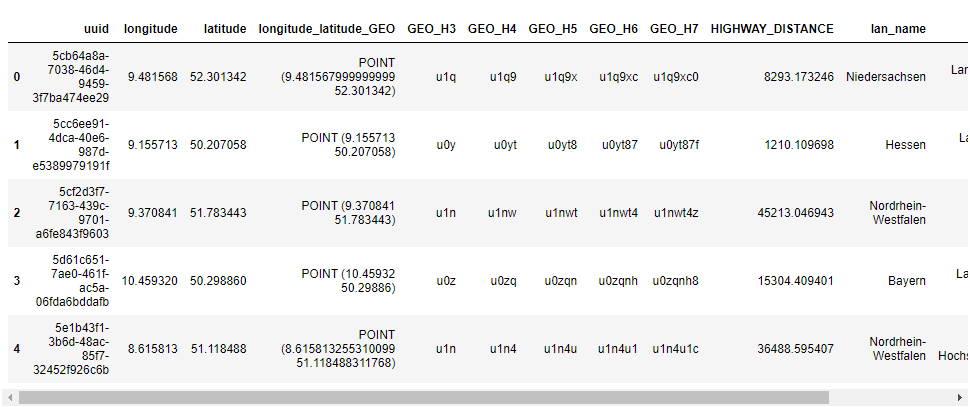 uuid longitude latitude longitude_latitude_GEO GEO_H3 GEO_H4 GEO_H5 GEO_H6 GEO_H7 HIGHWAY_DISTANCE lan_name
0 5cb64a8a-7038-46d4-9459-3f7ba474ee29 9.481568 52.301342 POINT (9.481567999999999 52.301342) u1q u1q9 u1q9x u1q9xc u1q9xc0 8293.173246 Niedersachsen
1 5cc6ee91-4dca-40e6-987d-e5389979191f 9.155713 50.207058 POINT (9.155713 50.207058) u0y u0yt u0yt8 u0yt87 u0yt87f 1210.109698 Hessen
2 5cf2d3f7-7163-439c-9701-a6fe843f9603 9.370841 51.783443 POINT (9.370841 51.783443) u1n u1nw u1nwt u1nwt4 u1nwt4z 45213.046943 Nordrhein-Westfalen
3 5d61c651-7ae0-461f-ac5a-06fda6bddafb 10.459320 50.298860 POINT (10.45932 50.29886) u0z u0zq u0zqn u0zqnh u0zqnh8 15304.409401 Bayern
4 5e1b43f1-3b6d-48ac-85f7-32452f926c6b 8.615813 51.118488 POINT (8.615813255310099 51.118488311768) u1n u1n4 u1n4u u1n4u1 u1n4u1c 36488.595407 Nordrhein-Westfalen